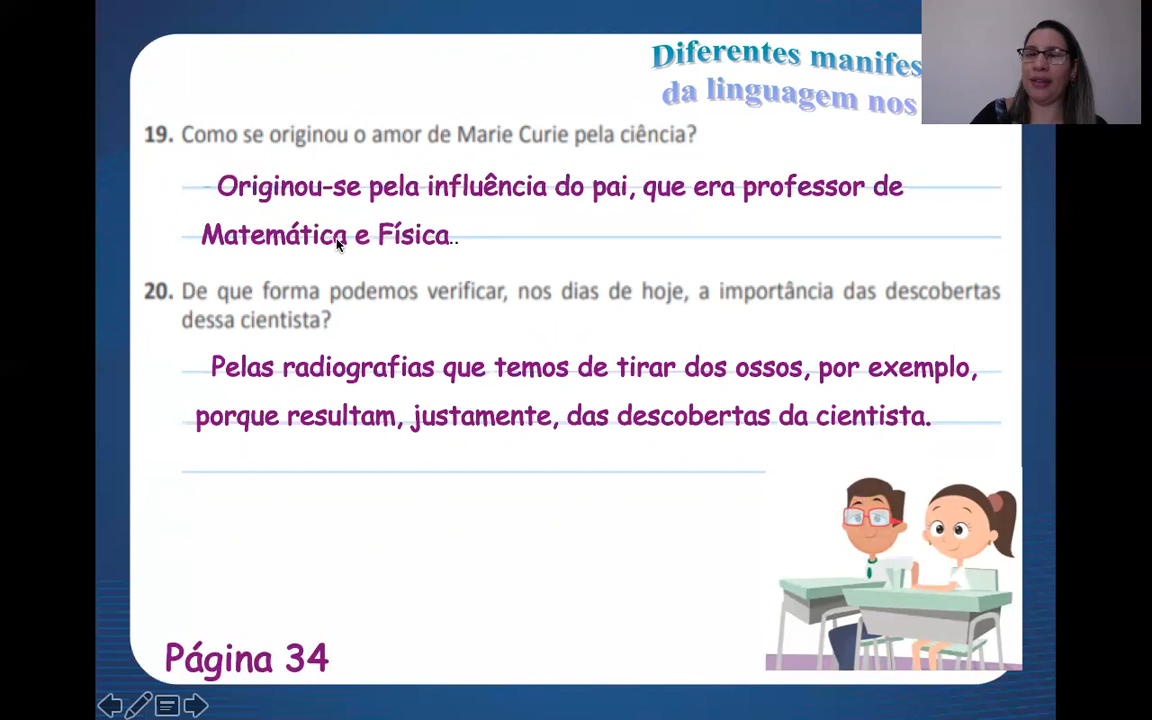 Diferentes manifes
da linguagem nos
19. Como se originou o amor de Marie Curie pela ciência?
Originou-se pela influência do pai, que era professor de
Matemática e Física..
20. De que forma podemos verificar, nos dias de hoje, a importância das descobertas
dessa cientista?
Pelas radiografias que temos de tirar dos ossos, por exemplo,
porque resultam, justamente, das descobertas da cientista.
Página 34